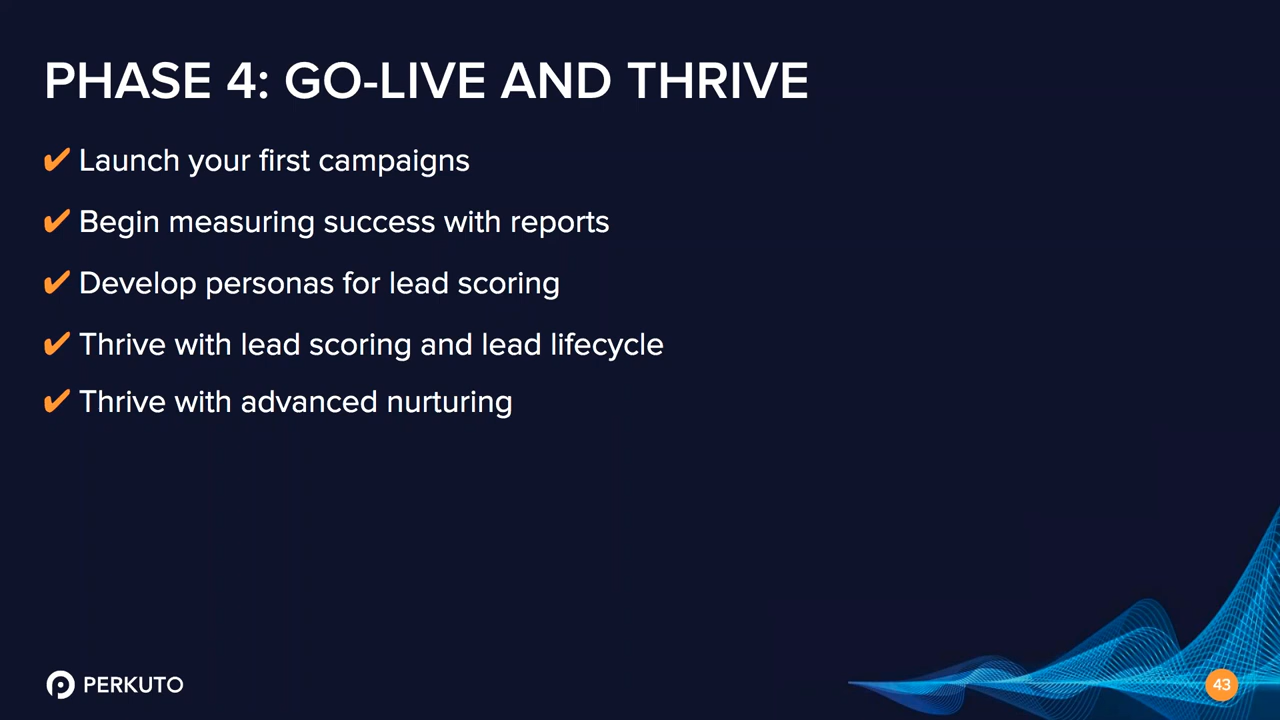 PHASE 4: GO-LIVE AND THRIVE
✔ Launch your first campaigns
✔ Begin measuring success with reports
✔ Develop personas for lead scoring
✔ Thrive with lead scoring and lead lifecycle
✔ Thrive with advanced nurturing
PERKUTO
43